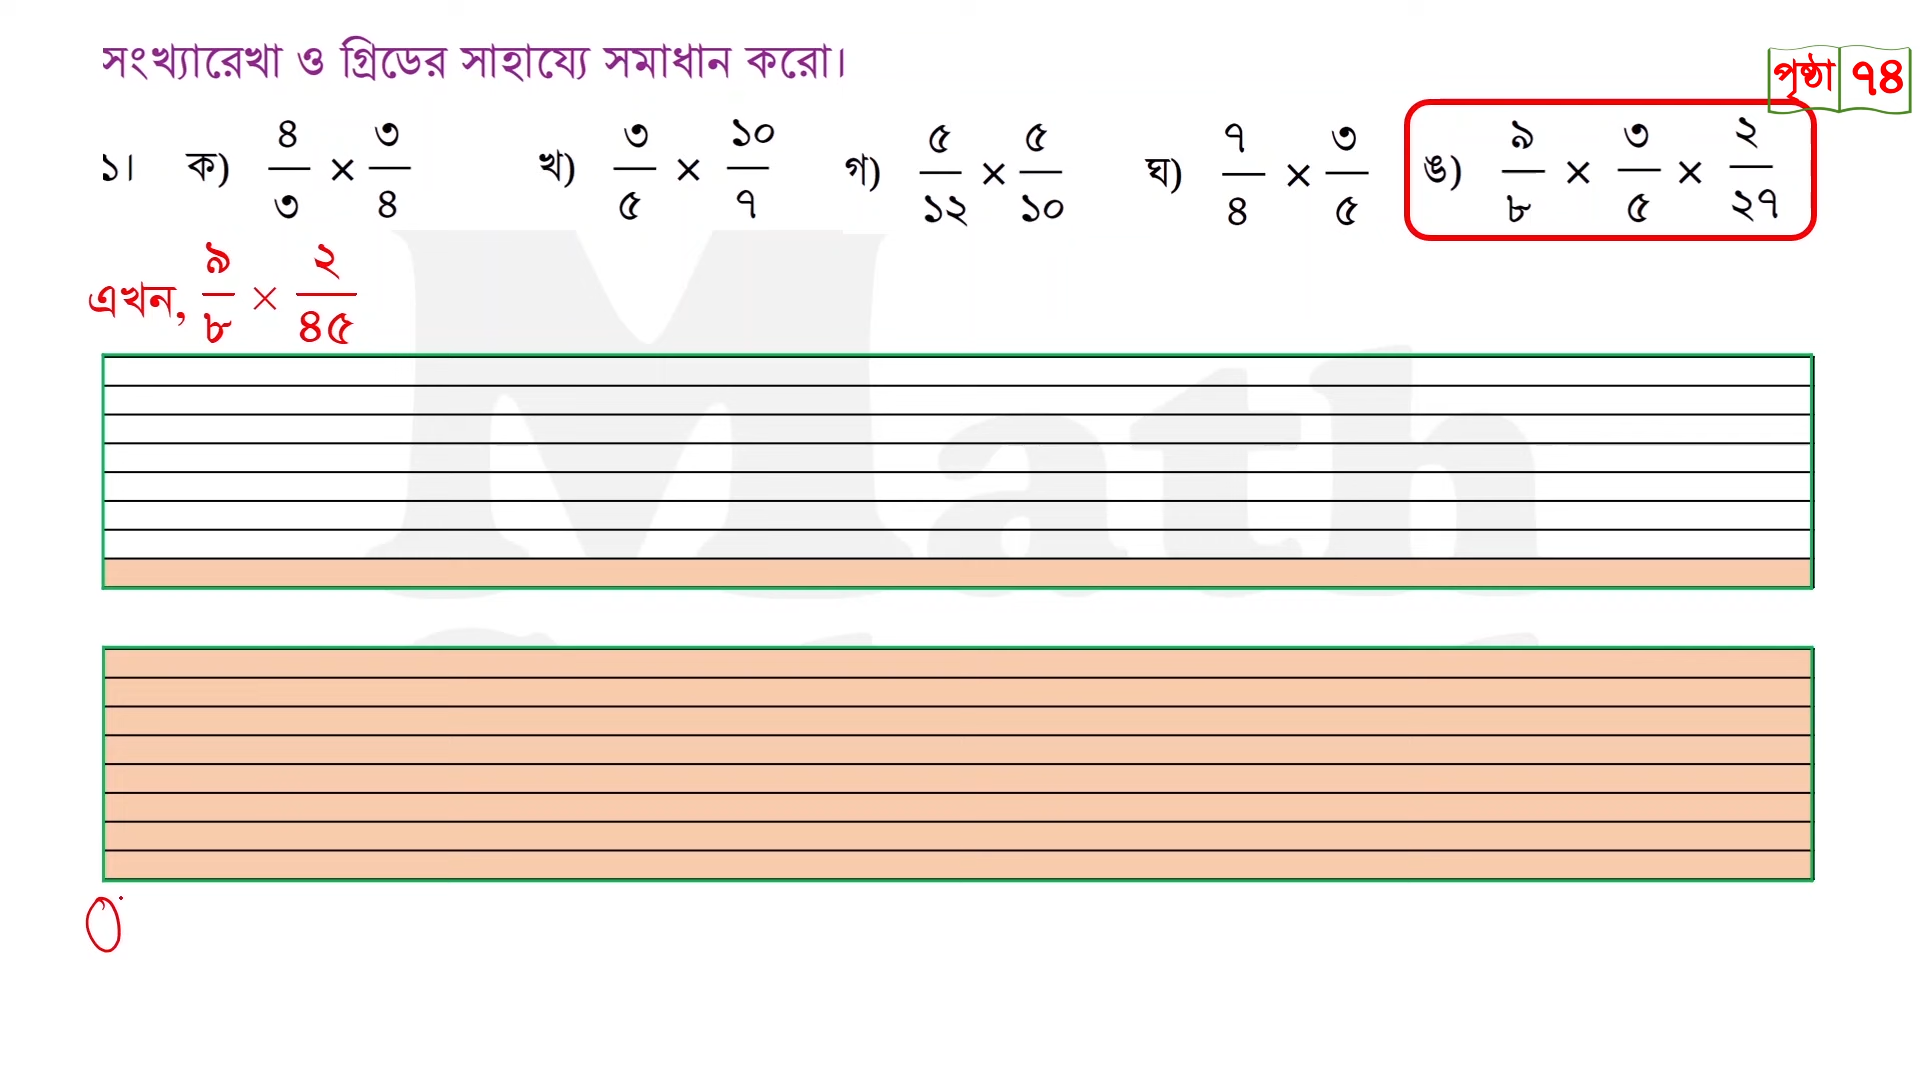 সংখ্যারেখা ও গ্রিডের সাহায্যে সমাধান করো।
পৃষ্ঠা ৭৪
১। ক) ৪/৩ × ৩/৪ খ) ৩/৫ × ১০/৭ গ) ৫/১২ × ৫/১০ ঘ) ৭/৪ × ৩/৫ ঙ) ৯/৮ × ৩/৫ × ২/২৭
এখন, ৯/৮ × ২/৪৫
Math